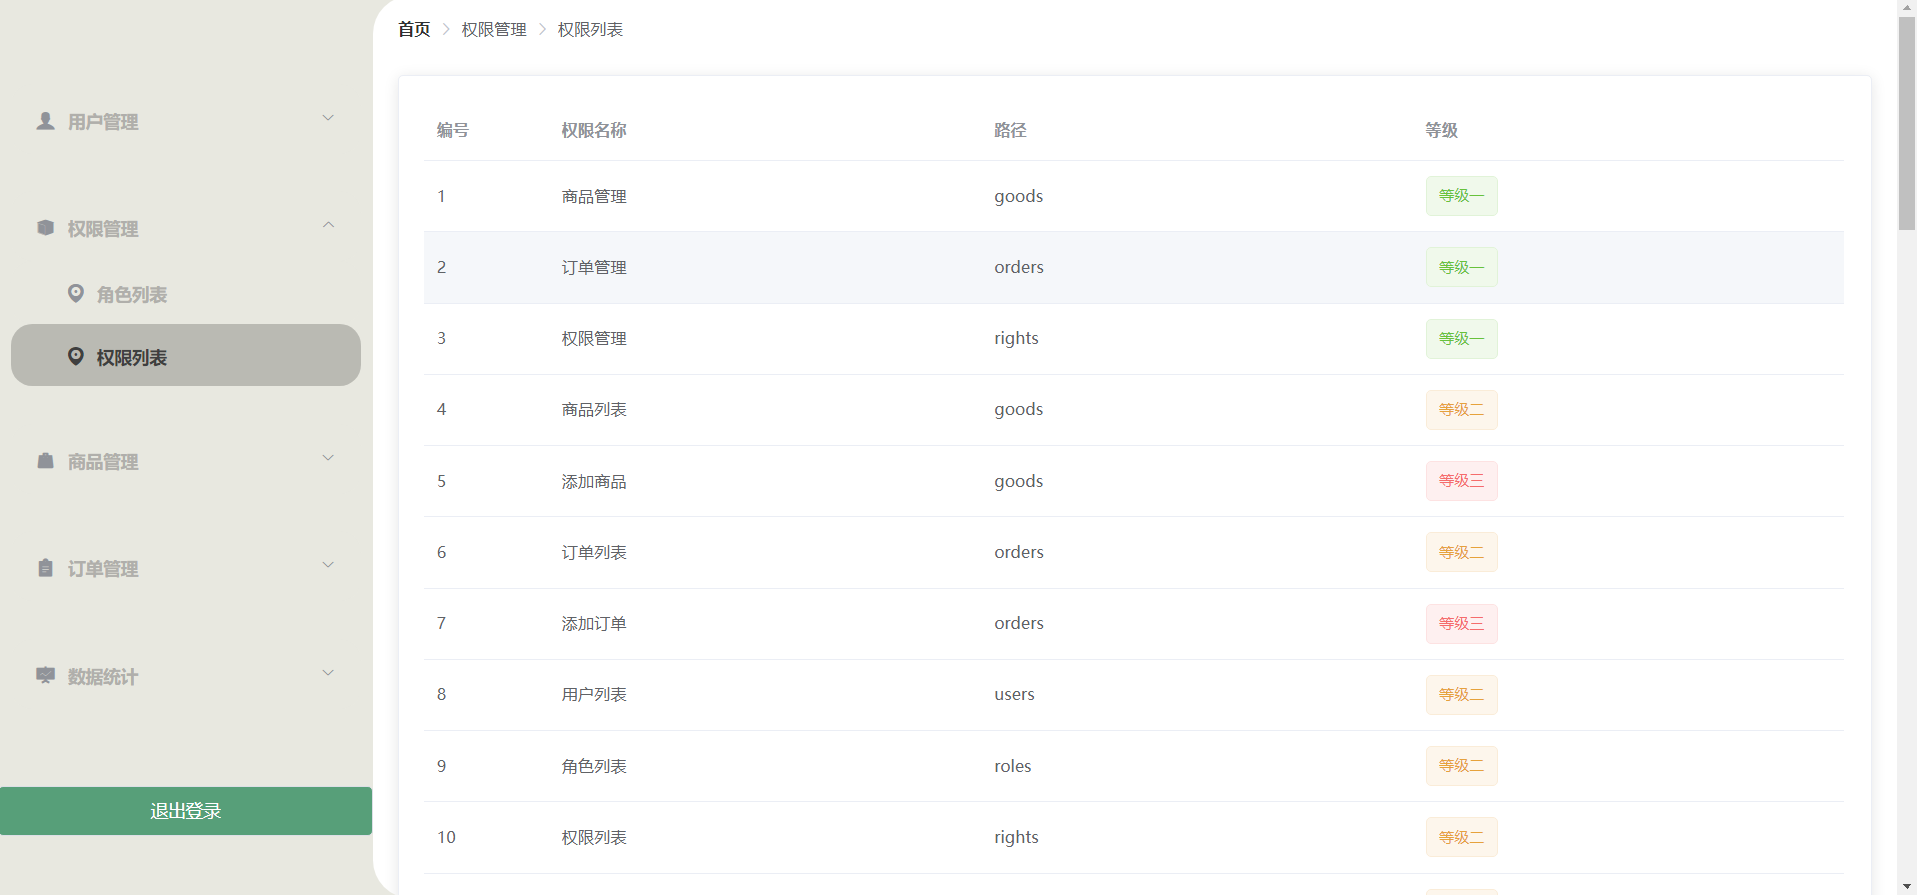 首页 权限管理 权限列表
用户管理
权限管理
角色列表
权限列表
商品管理
订单管理
数据统计
退出登录
编号 权限名称 路径 等级
1 商品管理 goods 等级一
2 订单管理 orders 等级一
3 权限管理 rights 等级一
4 商品列表 goods 等级二
5 添加商品 goods 等级三
6 订单列表 orders 等级二
7 添加订单 orders 等级三
8 用户列表 users 等级二
9 角色列表 roles 等级二
10 权限列表 rights 等级二